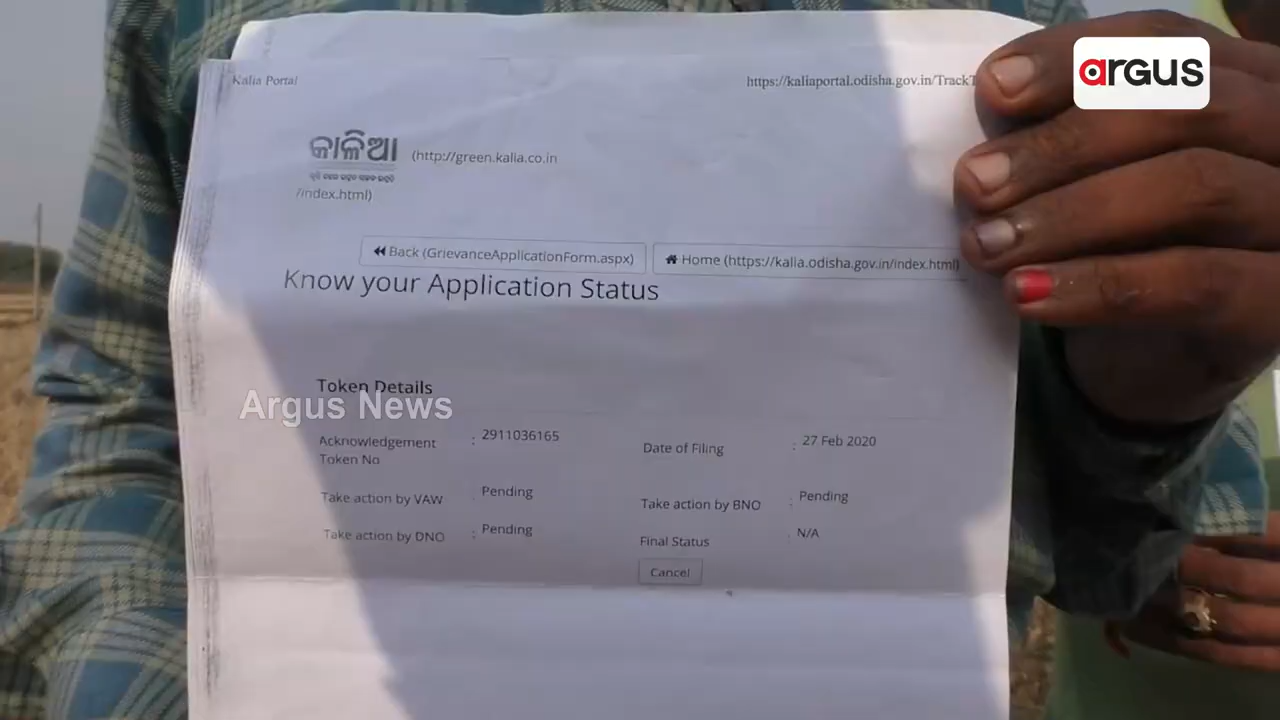 argus
Kalia Portal
https://kaliaportal.odisha.gov.in/TrackT
କାଳିଆ (http://green.kalia.co.in
/index.html)
Back (GrievanceApplicationForm.aspx)
Home (https://kalia.odisha.gov.in/index.html)
Know your Application Status
Token Details
Argus News
Acknowledgement Token No : 2911036165
Date of Filing : 27 Feb 2020
Take action by VAW : Pending
Take action by BNO : Pending
Take action by DNO : Pending
Final Status : N/A
Cancel